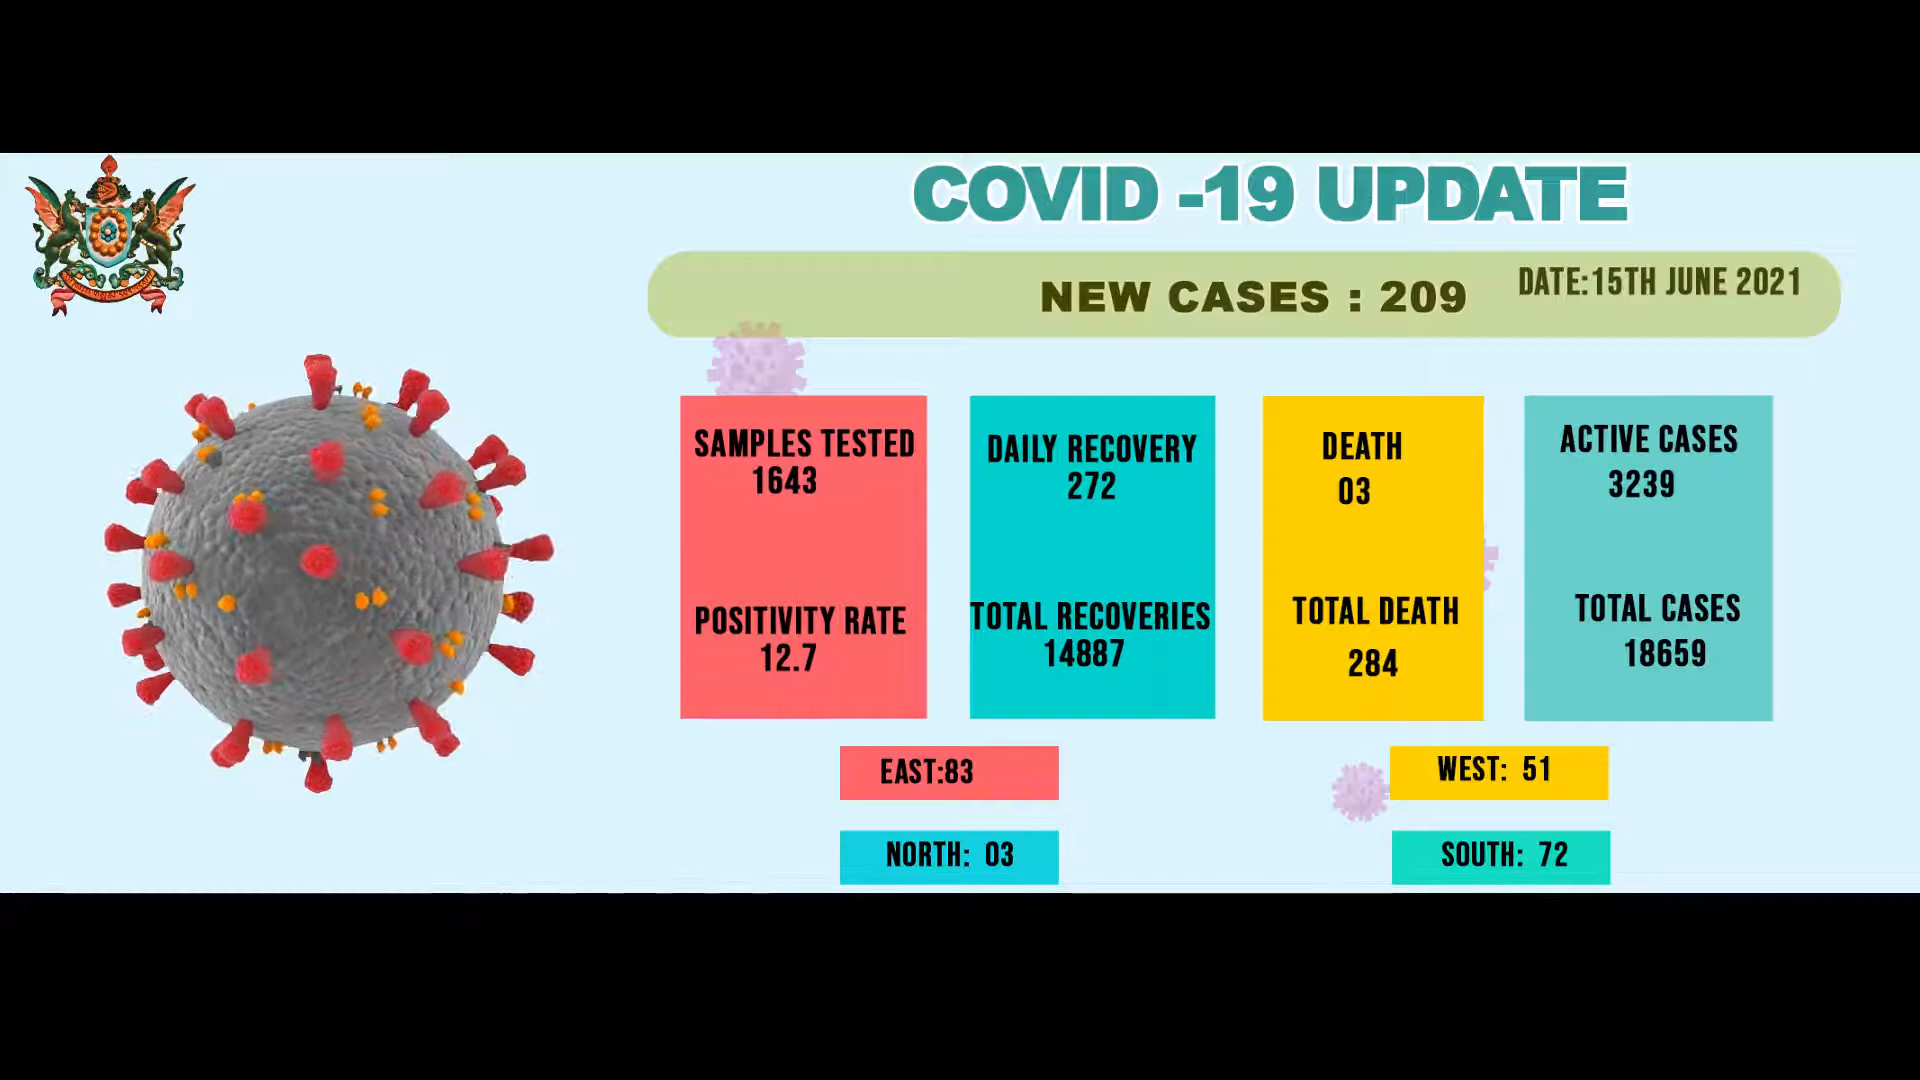 COVID -19 UPDATE
NEW CASES : 209
DATE:15TH JUNE 2021
SAMPLES TESTED
1643
POSITIVITY RATE
12.7
DAILY RECOVERY
272
TOTAL RECOVERIES
14887
DEATH
03
TOTAL DEATH
284
ACTIVE CASES
3239
TOTAL CASES
18659
EAST:83
WEST: 51
NORTH: 03
SOUTH: 72